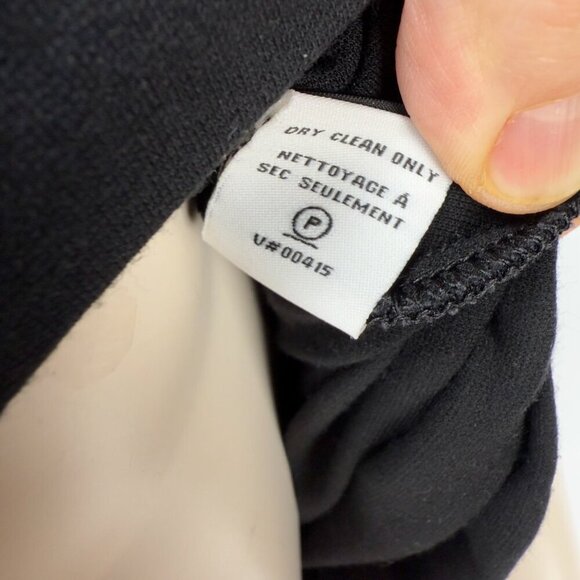 DRY CLEAN ONLY
NETTOYAGE À
SEC SEULEMENT
P
V#00415